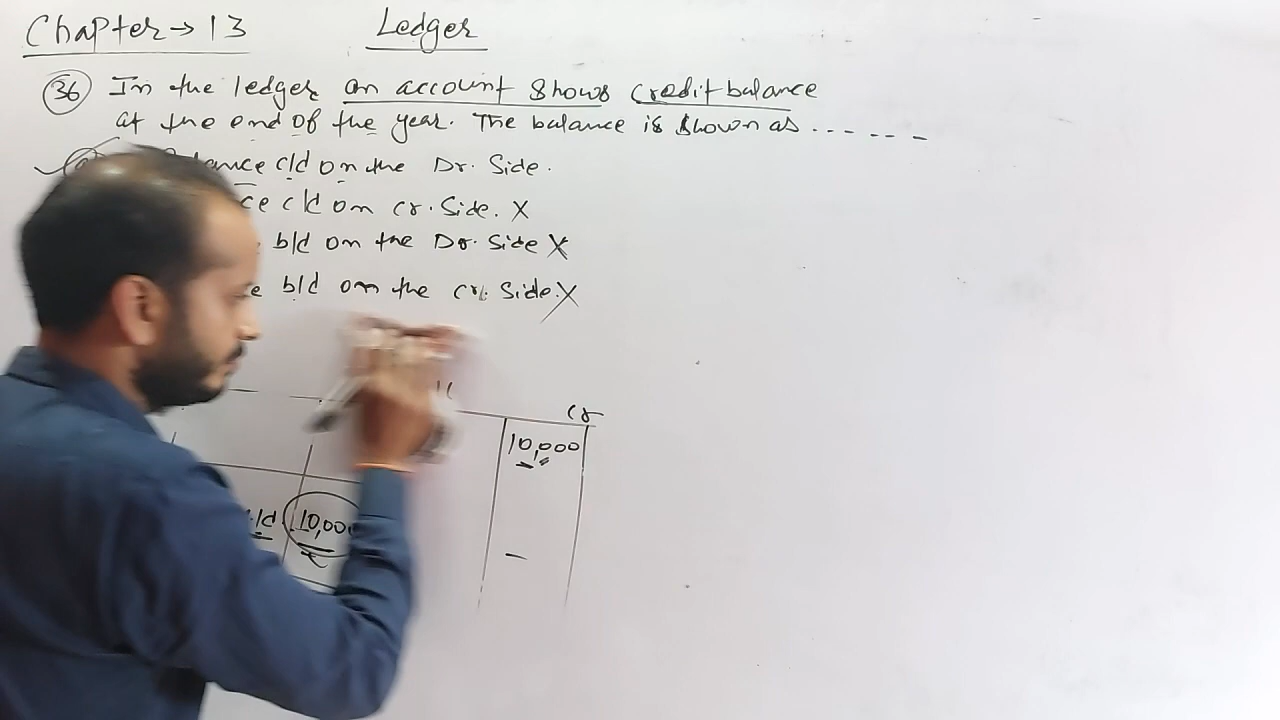 Chapter → 13 Ledger
36 In the ledger an account shows credit balance
at the end of the year. The balance is shown as ......
c/d on the Dr. Side.
c/d on cr. Side. X
b/d on the Dr. Side X
b/d on the cr. Side. X
Cr
10,000
10,000
-